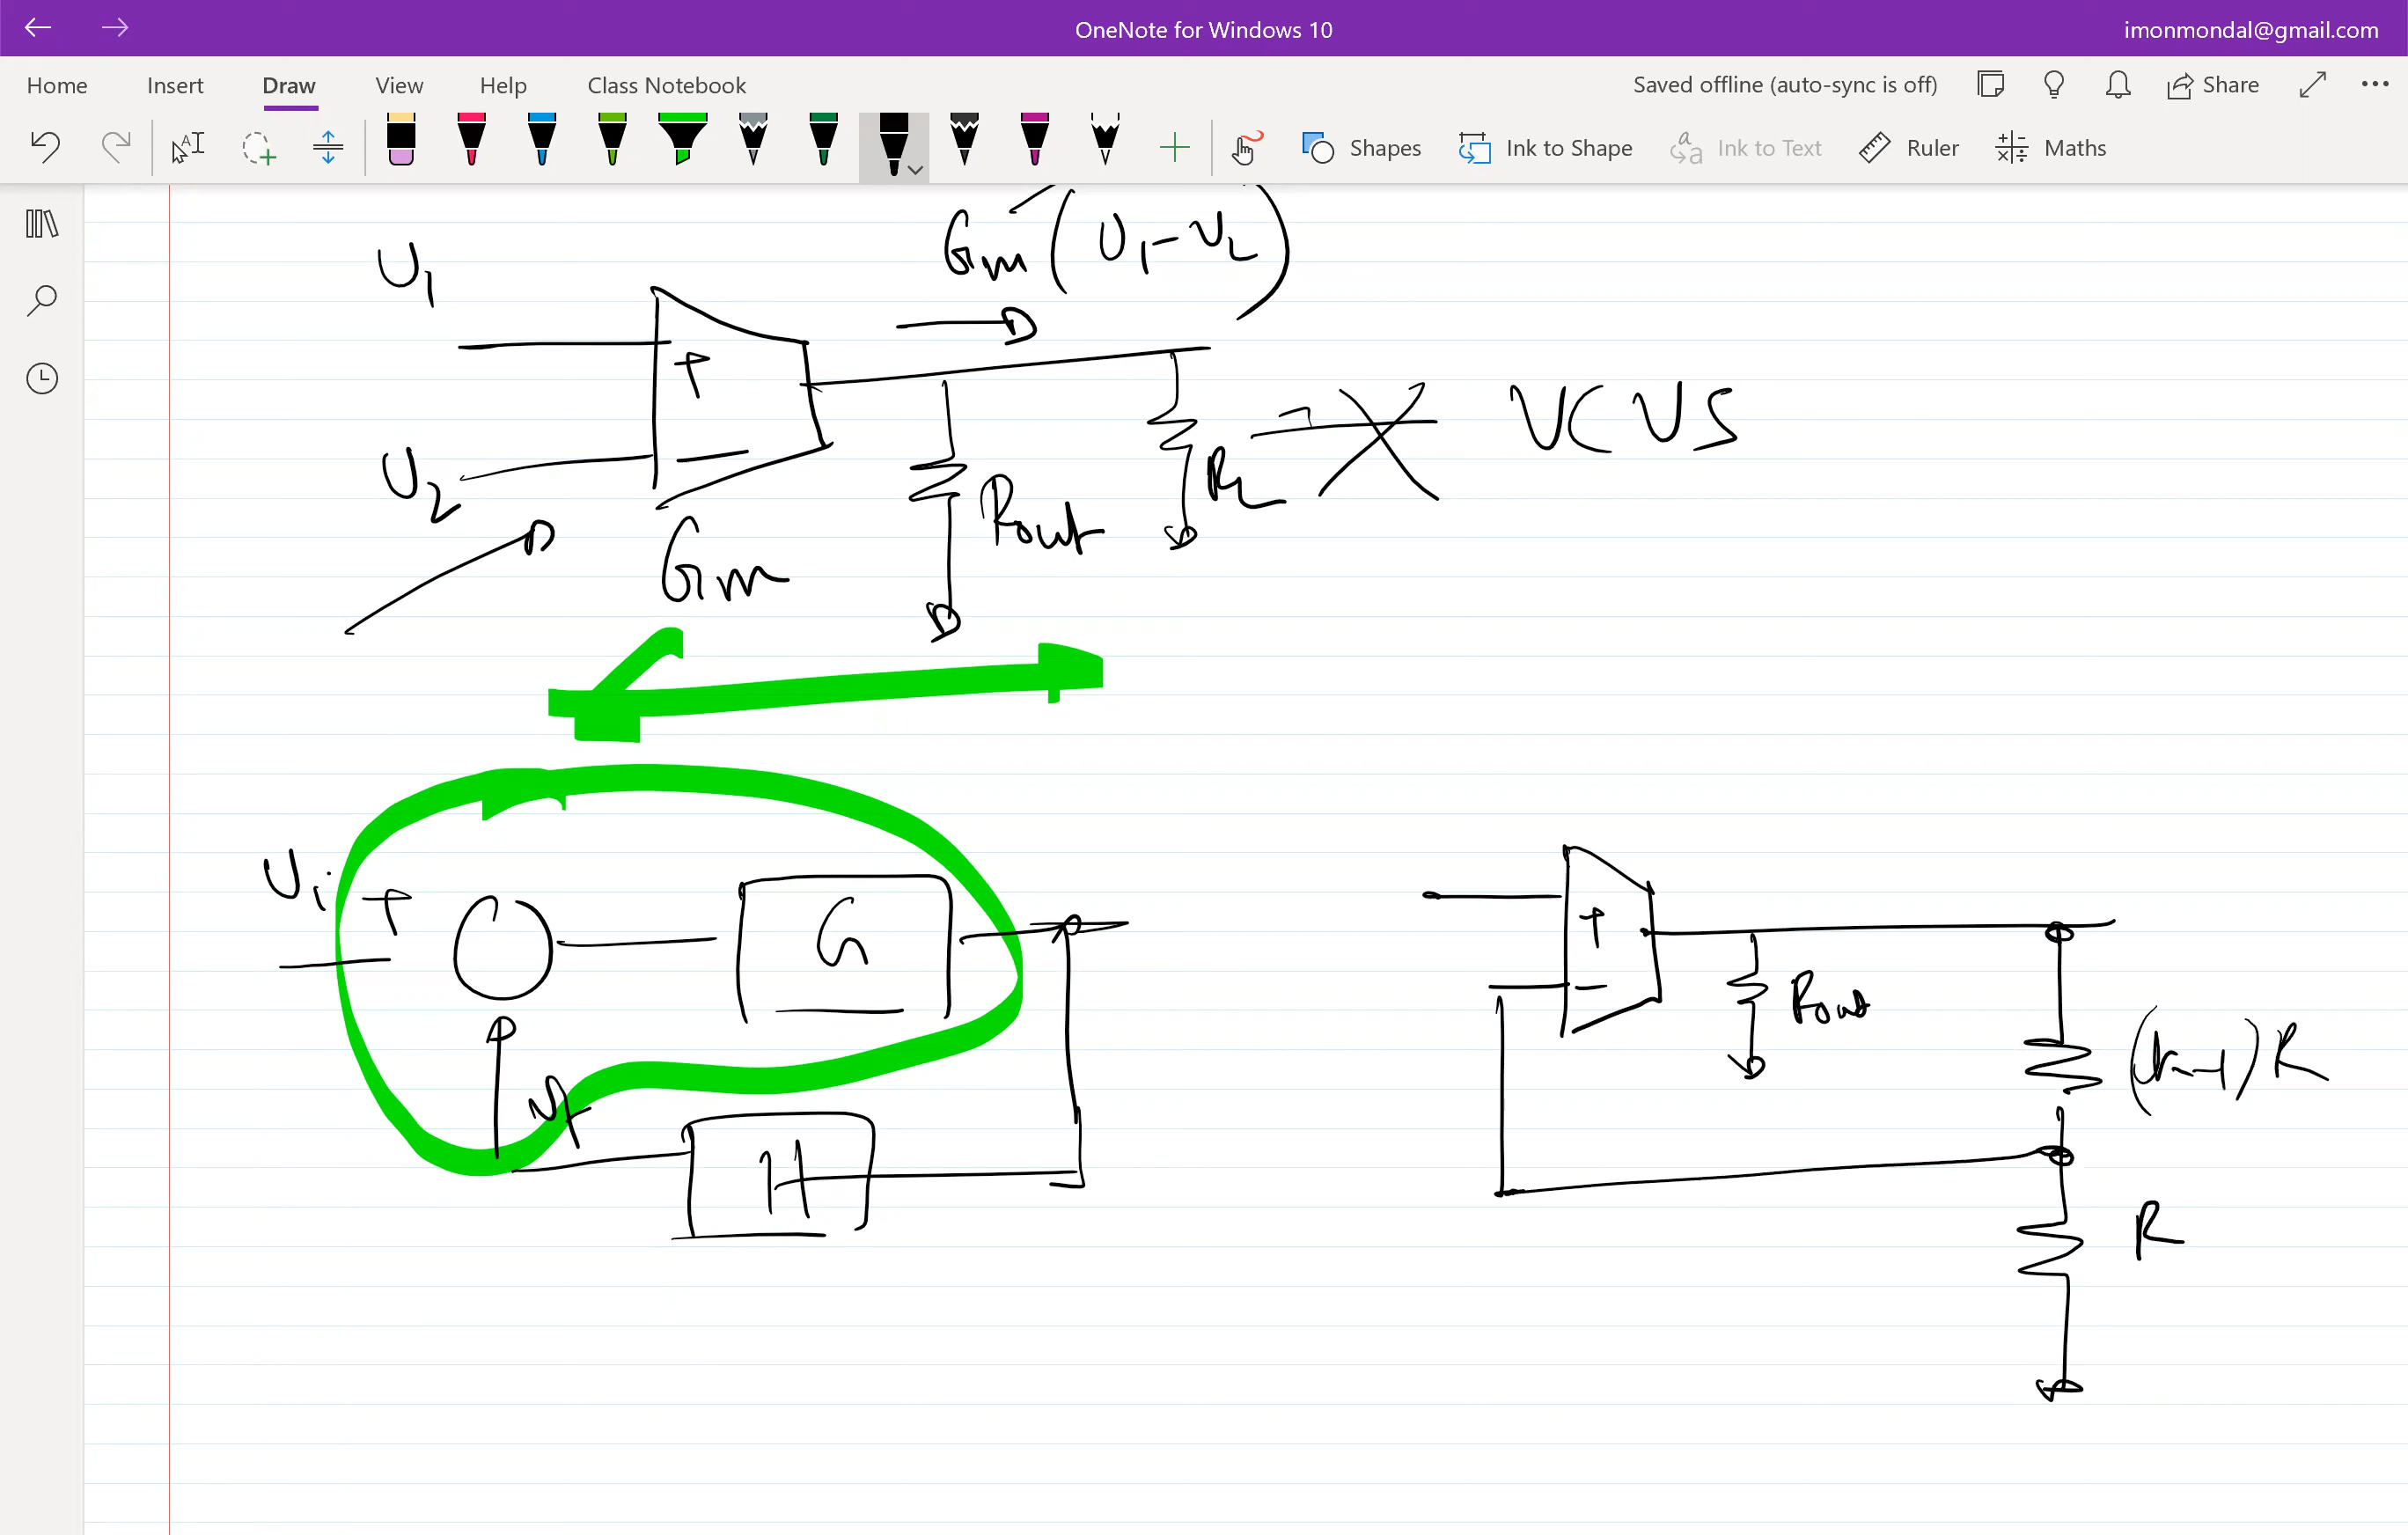 OneNote for Windows 10
imonmondal@gmail.com
Home Insert Draw View Help Class Notebook
Saved offline (auto-sync is off) Share
Shapes Ink to Shape Ink to Text Ruler Maths
Gm (V1 - V2)
V1
+
VCVS
V2
−
Rout
RL
Gm
Vi +
G
Vf
H
+
−
Rout
(k-1)R
R